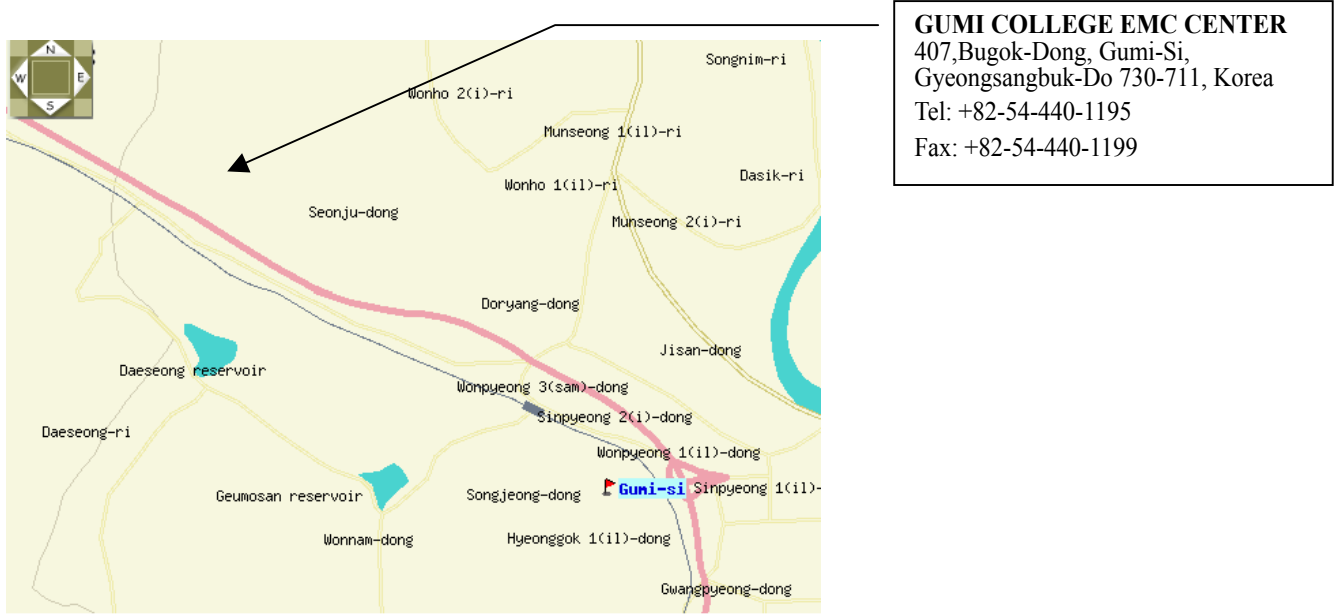 GUMI COLLEGE EMC CENTER
407,Bugok-Dong, Gumi-Si,
Gyeongsangbuk-Do 730-711, Korea
Tel: +82-54-440-1195
Fax: +82-54-440-1199
N
W
E
S
Songnim-ri
Wonho 2(i)-ri
Munseong 1(il)-ri
Dasik-ri
Wonho 1(il)-ri
Seonju-dong
Munseong 2(i)-ri
Doryang-dong
Jisan-dong
Daeseong reservoir
Wonpyeong 3(sam)-dong
Sinpyeong 2(i)-dong
Daeseong-ri
Wonpyeong 1(il)-dong
Geumosan reservoir
Songjeong-dong
Gumi-si
Sinpyeong 1(il)-
Wonnam-dong
Hyeonggok 1(il)-dong
Gwangpyeong-dong